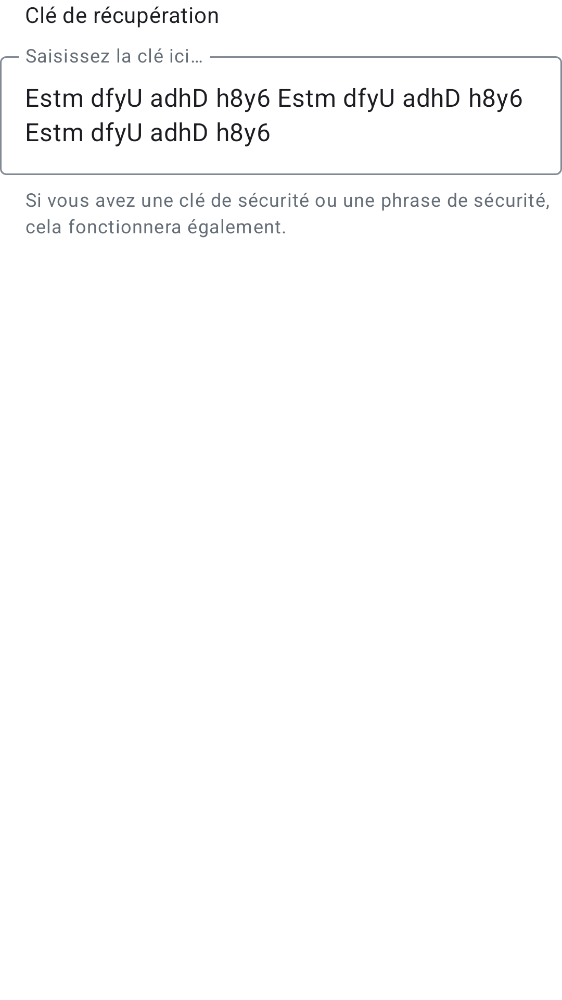 Clé de récupération
Saisissez la clé ici…
Estm dfyU adhD h8y6 Estm dfyU adhD h8y6
Estm dfyU adhD h8y6
Si vous avez une clé de sécurité ou une phrase de sécurité,
cela fonctionnera également.